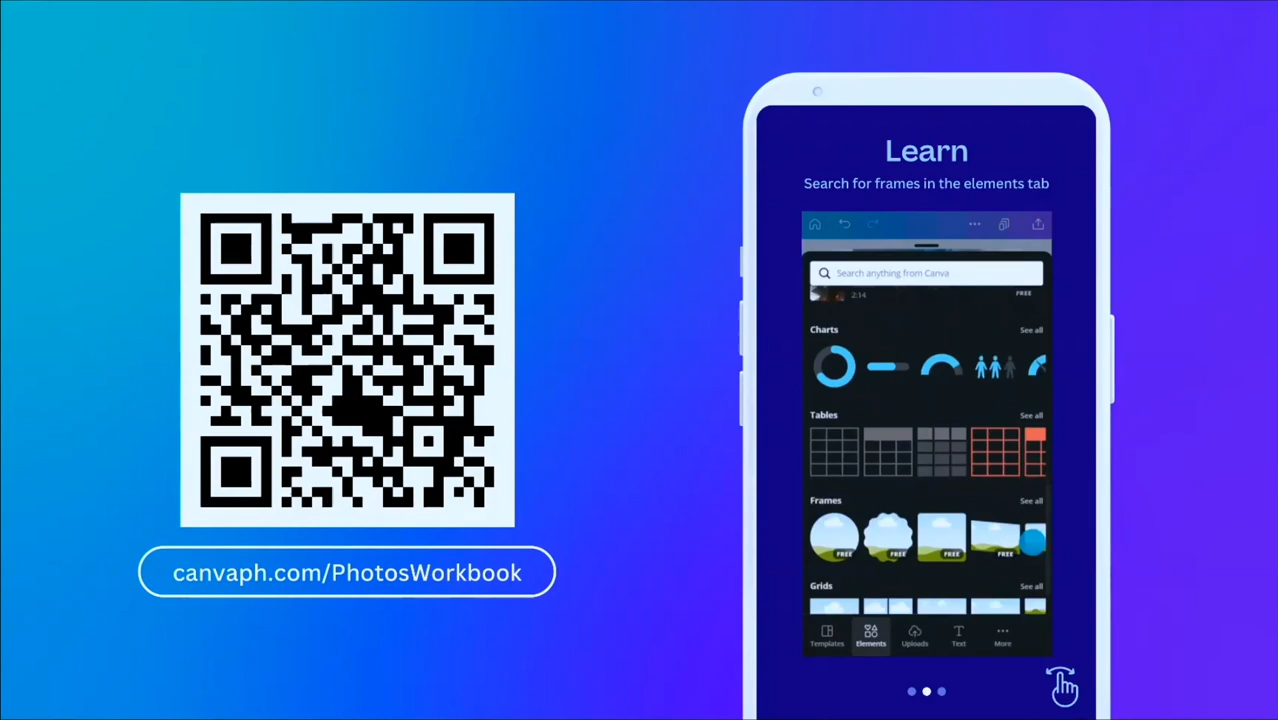 Learn
Search for frames in the elements tab
Search anything from Canva
2:14
FREE
Charts
See all
Tables
See all
Frames
See all
FREE
FREE
FREE
FREE
Grids
See all
Templates
Elements
Uploads
Text
More
canvaph.com/PhotosWorkbook